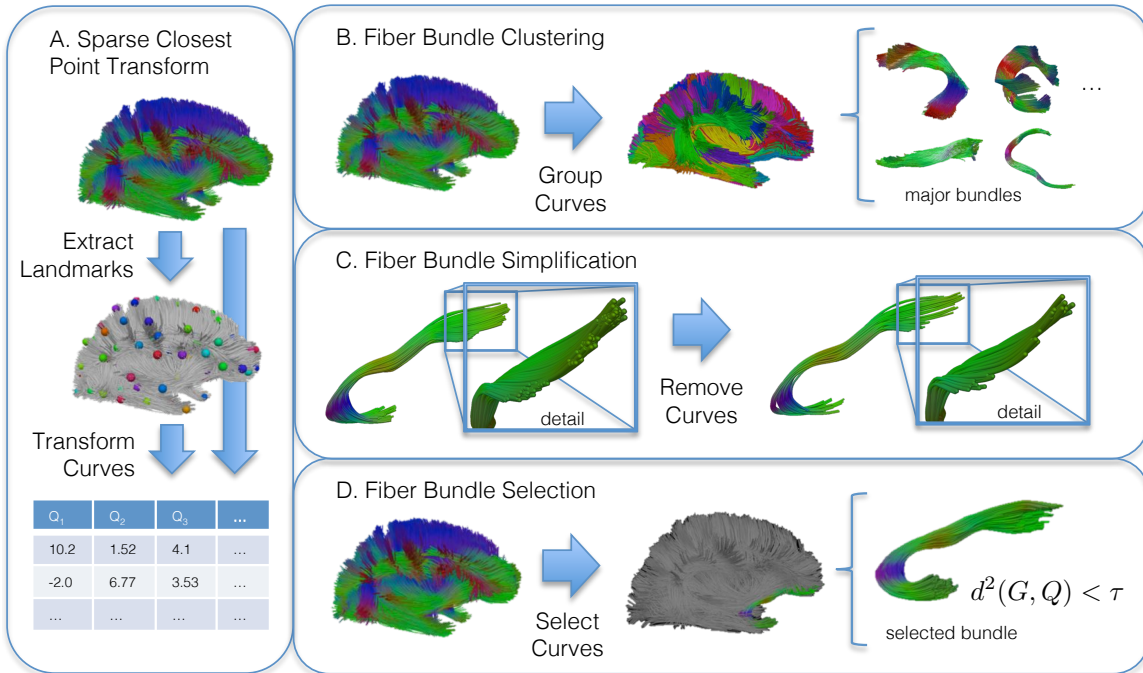 A. Sparse Closest
Point Transform
Extract
Landmarks
Transform
Curves
Q₁ Q₂ Q₃ ...
10.2 1.52 4.1 ...
-2.0 6.77 3.53 ...
... ... ... ...
B. Fiber Bundle Clustering
Group
Curves
...
major bundles
C. Fiber Bundle Simplification
detail
Remove
Curves
detail
D. Fiber Bundle Selection
Select
Curves
d²(G, Q) < τ
selected bundle